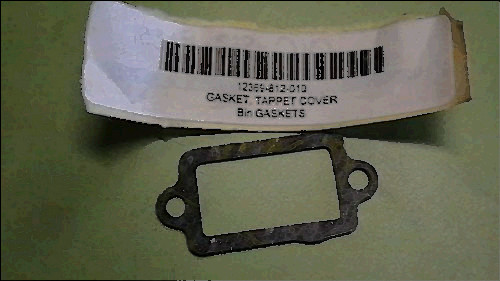 12369-812-010
GASKET, TAPPET COVER
Bin GASKETS